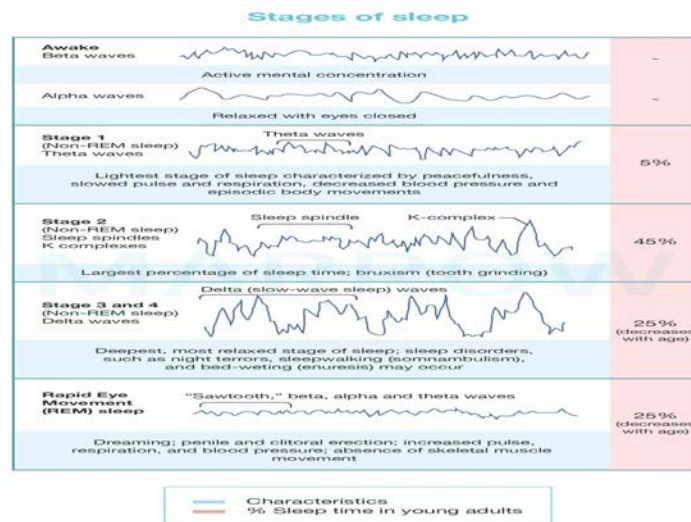 Stages of sleep
Awake
Beta waves
–
Active mental concentration
Alpha waves
–
Relaxed with eyes closed
Stage 1
(Non-REM sleep)
Theta waves
Theta waves
5%
Lightest stage of sleep characterized by peacefulness,
slowed pulse and respiration, decreased blood pressure and
episodic body movements
Stage 2
(Non-REM sleep)
Sleep spindles
K complexes
Sleep spindle
K-complex
45%
Largest percentage of sleep time; bruxism (tooth grinding)
Stage 3 and 4
(Non-REM sleep)
Delta waves
Delta (slow-wave sleep) waves
25%
(decreases
with age)
Deepest, most relaxed stage of sleep; sleep disorders,
such as night terrors, sleepwalking (somnambulism),
and bed-weting (enuresis) may occur
Rapid Eye
Movement
(REM) sleep
"Sawtooth," beta, alpha and theta waves
25%
(decreases
with age)
Dreaming; penile and clitoral erection; increased pulse,
respiration, and blood pressure; absence of skeletal muscle
movement
Characteristics
% Sleep time in young adults